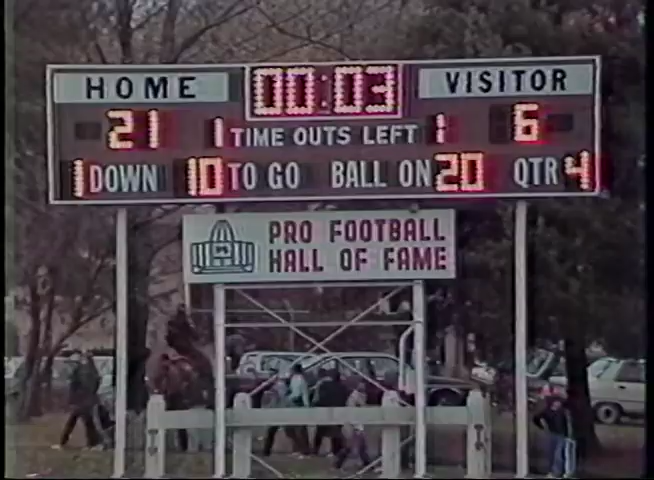 HOME 00:03 VISITOR
21 1 TIME OUTS LEFT 1 6
1 DOWN 10 TO GO BALL ON 20 QTR 4
PRO FOOTBALL
HALL OF FAME